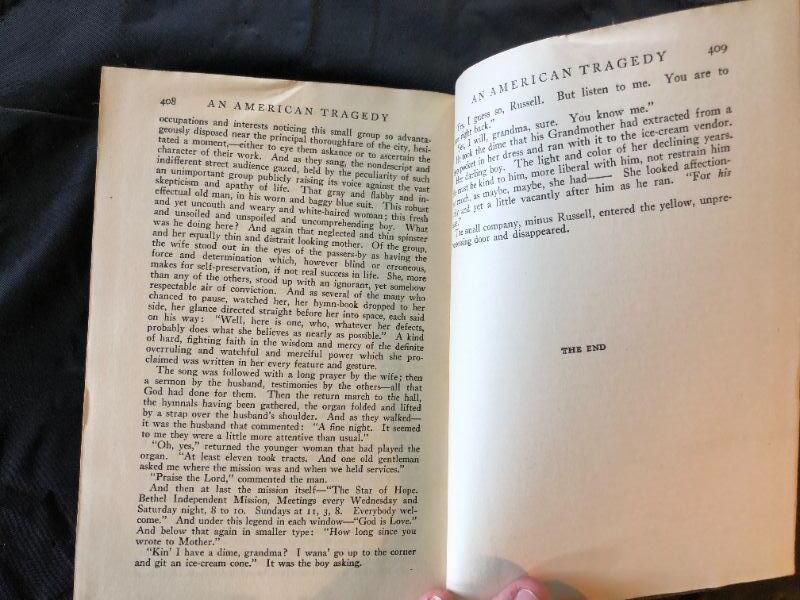 408 AN AMERICAN TRAGEDY
occupations and interests noticing this small group so advanta-
geously disposed near the principal thoroughfare of the city, hesi-
tated a moment,—either to eye them askance or to ascertain the
character of their work. And as they sang, the nondescript and
indifferent street audience gazed, held by the peculiarity of such
an unimportant group publicly raising its voice against the vast
skepticism and apathy of life. That gray and flabby and in-
effectual old man, in his worn and baggy blue suit. This robust
and yet uncouth and weary and white-haired woman; this fresh
and unsoiled and unspoiled and uncomprehending boy. What
was he doing here? And again that neglected and thin spinster
and her equally thin and distrait looking mother. Of the group,
the wife stood out in the eyes of the passers-by as having the
force and determination which, however blind or erroneous,
makes for self-preservation, if not real success in life. She, more
than any of the others, stood up with an ignorant, yet somehow
respectable air of conviction. And as several of the many who
chanced to pause, watched her, her hymn-book dropped to her
side, her glance directed straight before her into space, each said
on his way: "Well, here is one, who, whatever her defects,
probably does what she believes as nearly as possible." A kind
of hard, fighting faith in the wisdom and mercy of the definite
overruling and watchful and merciful power which she pro-
claimed was written in her every feature and gesture.
The song was followed with a long prayer by the wife; then
a sermon by the husband, testimonies by the others—all that
God had done for them. Then the return march to the hall,
the hymnals having been gathered, the organ folded and lifted
by a strap over the husband's shoulder. And as they walked—
it was the husband that commented: "A fine night. It seemed
to me they were a little more attentive than usual."
"Oh, yes," returned the younger woman that had played the
organ. "At least eleven took tracts. And one old gentleman
asked me where the mission was and when we held services."
"Praise the Lord," commented the man.
And then at last the mission itself—"The Star of Hope.
Bethel Independent Mission, Meetings every Wednesday and
Saturday night, 8 to 10. Sundays at 11, 3, 8. Everybody wel-
come." And under this legend in each window—"God is Love."
And below that again in smaller type: "How long since you
wrote to Mother."
"Kin' I have a dime, grandma? I wana' go up to the corner
and git an ice-cream cone." It was the boy asking.
AN AMERICAN TRAGEDY 409
I guess so, Russell. But listen to me. You are to
right back."
I will, grandma, sure. You know me."
took the dime that his Grandmother had extracted from a
pocket in her dress and ran with it to the ice-cream vendor.
Her darling boy. The light and color of her declining years.
must be kind to him, more liberal with him, not restrain him
much, as maybe, maybe, she had—— She looked affection-
and yet a little vacantly after him as he ran. "For his
The small company, minus Russell, entered the yellow, unpre-
door and disappeared.
THE END